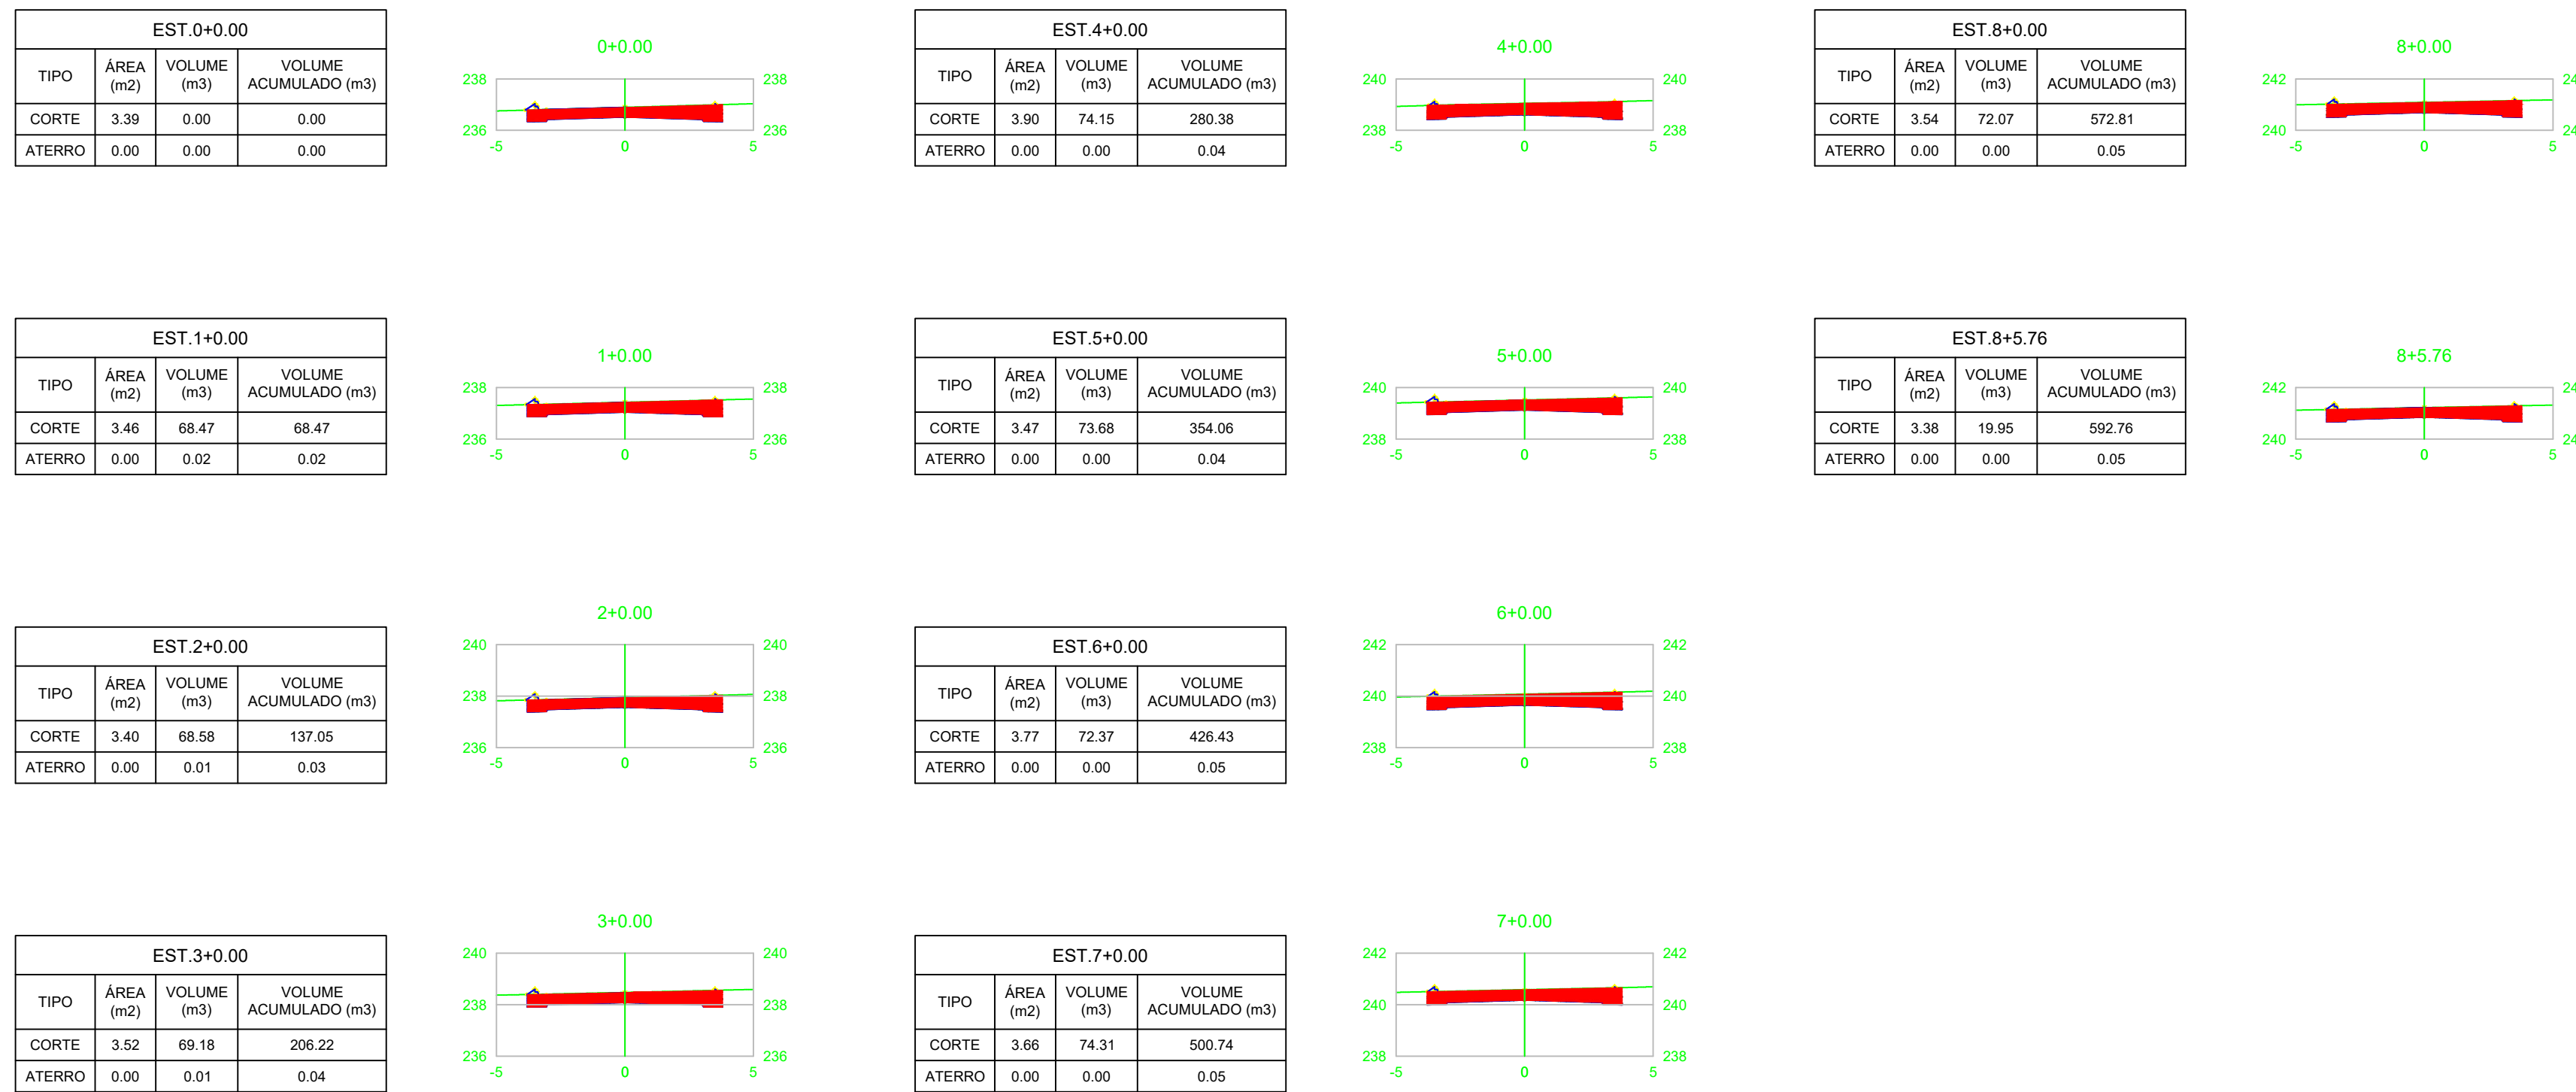 EST.0+0.00
TIPO ÁREA (m2) VOLUME (m3) VOLUME ACUMULADO (m3)
CORTE 3.39 0.00 0.00
ATERRO 0.00 0.00 0.00
0+0.00
238 238
236 236
-5 0 5
EST.1+0.00
TIPO ÁREA (m2) VOLUME (m3) VOLUME ACUMULADO (m3)
CORTE 3.46 68.47 68.47
ATERRO 0.00 0.02 0.02
1+0.00
238 238
236 236
-5 0 5
EST.2+0.00
TIPO ÁREA (m2) VOLUME (m3) VOLUME ACUMULADO (m3)
CORTE 3.40 68.58 137.05
ATERRO 0.00 0.01 0.03
2+0.00
240 240
238 238
236 236
-5 0 5
EST.3+0.00
TIPO ÁREA (m2) VOLUME (m3) VOLUME ACUMULADO (m3)
CORTE 3.52 69.18 206.22
ATERRO 0.00 0.01 0.04
3+0.00
240 240
238 238
236 236
-5 0 5
EST.4+0.00
TIPO ÁREA (m2) VOLUME (m3) VOLUME ACUMULADO (m3)
CORTE 3.90 74.15 280.38
ATERRO 0.00 0.00 0.04
4+0.00
240 240
238 238
-5 0 5
EST.5+0.00
TIPO ÁREA (m2) VOLUME (m3) VOLUME ACUMULADO (m3)
CORTE 3.47 73.68 354.06
ATERRO 0.00 0.00 0.04
5+0.00
240 240
238 238
-5 0 5
EST.6+0.00
TIPO ÁREA (m2) VOLUME (m3) VOLUME ACUMULADO (m3)
CORTE 3.77 72.37 426.43
ATERRO 0.00 0.00 0.05
6+0.00
242 242
240 240
238 238
-5 0 5
EST.7+0.00
TIPO ÁREA (m2) VOLUME (m3) VOLUME ACUMULADO (m3)
CORTE 3.66 74.31 500.74
ATERRO 0.00 0.00 0.05
7+0.00
242 242
240 240
238 238
-5 0 5
EST.8+0.00
TIPO ÁREA (m2) VOLUME (m3) VOLUME ACUMULADO (m3)
CORTE 3.54 72.07 572.81
ATERRO 0.00 0.00 0.05
8+0.00
242
240
-5 0 5
EST.8+5.76
TIPO ÁREA (m2) VOLUME (m3) VOLUME ACUMULADO (m3)
CORTE 3.38 19.95 592.76
ATERRO 0.00 0.00 0.05
8+5.76
242
240
-5 0 5